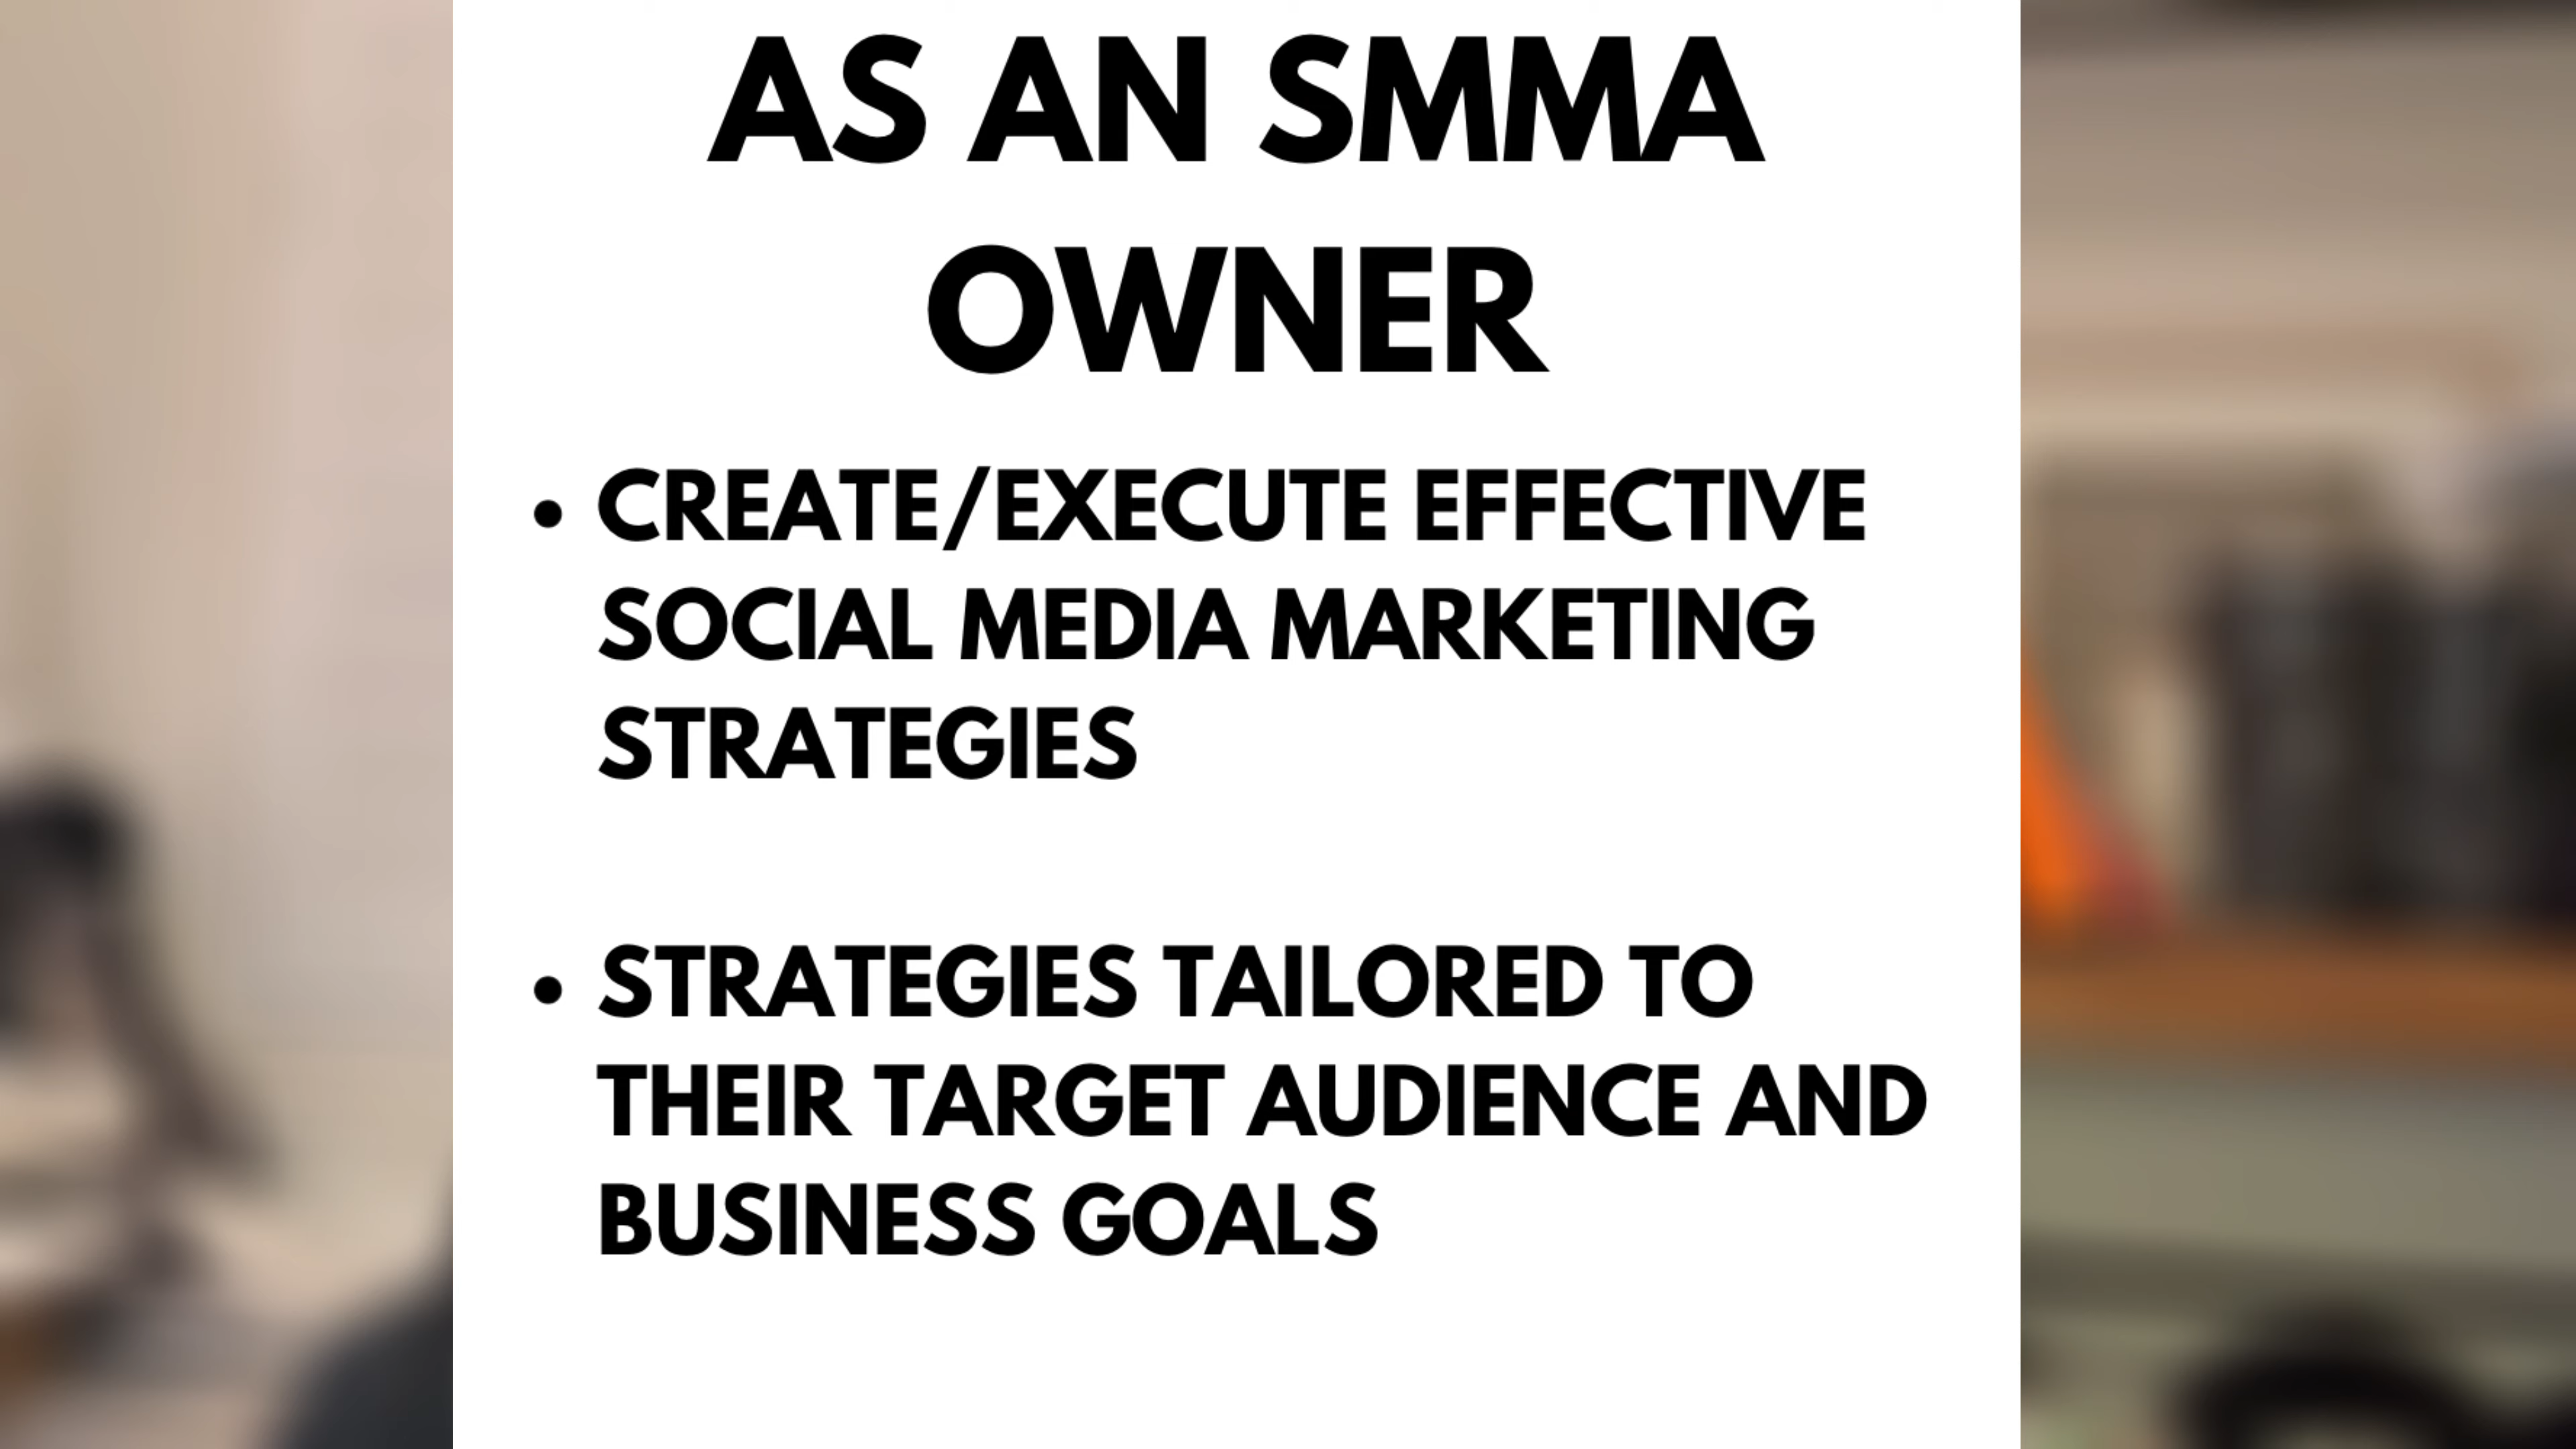 AS AN SMMA
OWNER
• CREATE/EXECUTE EFFECTIVE
SOCIAL MEDIA MARKETING
STRATEGIES
• STRATEGIES TAILORED TO
THEIR TARGET AUDIENCE AND
BUSINESS GOALS